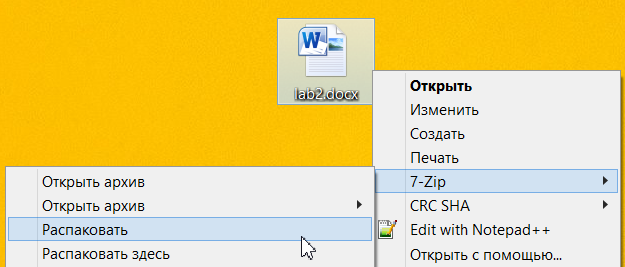 W
lab2.docx
Открыть
Изменить
Создать
Печать
7-Zip
CRC SHA
Edit with Notepad++
Открыть с помощью...
Открыть архив
Открыть архив
Распаковать
Распаковать здесь